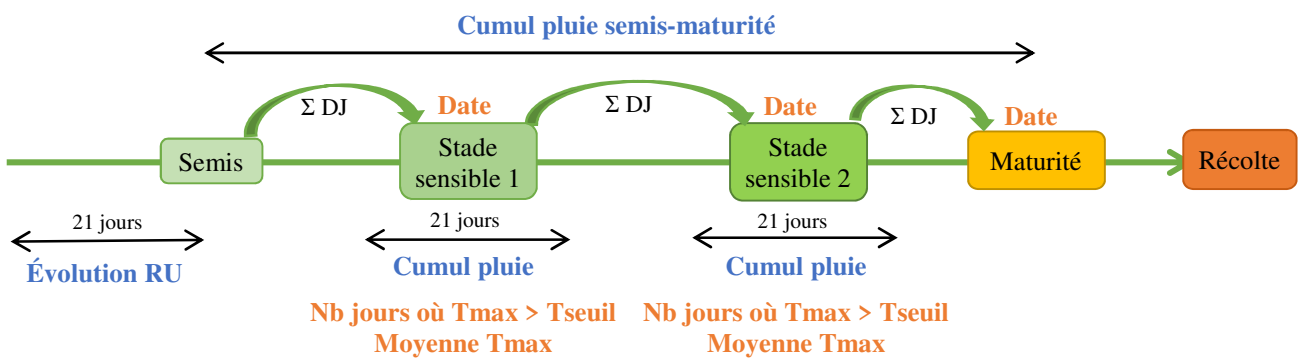 Cumul pluie semis-maturité
Σ DJ
Date
Σ DJ
Date
Σ DJ
Date
Semis
Stade
sensible 1
Stade
sensible 2
Maturité
Récolte
21 jours
Évolution RU
21 jours
Cumul pluie
Nb jours où Tmax > Tseuil
Moyenne Tmax
21 jours
Cumul pluie
Nb jours où Tmax > Tseuil
Moyenne Tmax